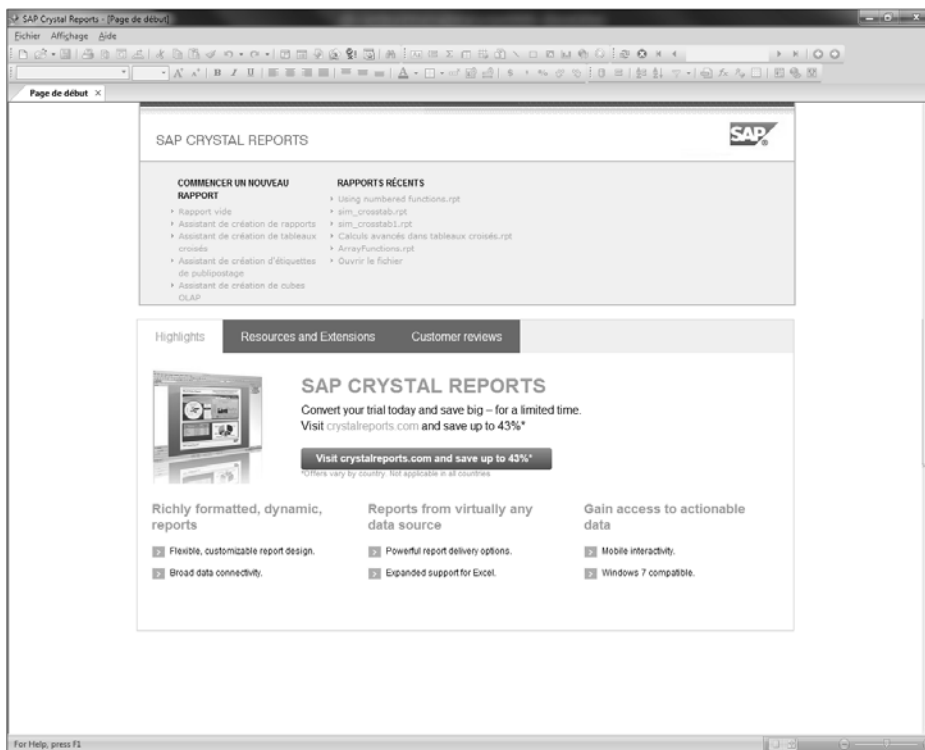 SAP Crystal Reports - [Page de début]
Fichier Affichage Aide
Page de début ×
SAP CRYSTAL REPORTS
SAP
COMMENCER UN NOUVEAU
RAPPORT
Rapport vide
Assistant de création de rapports
Assistant de création de tableaux
croisés
Assistant de création d'étiquettes
de publipostage
Assistant de création de cubes
OLAP
RAPPORTS RÉCENTS
Using numbered functions.rpt
sim_crosstab.rpt
sim_crosstab1.rpt
Calculs avancés dans tableaux croisés.rpt
ArrayFunctions.rpt
Ouvrir le fichier
Highlights Resources and Extensions Customer reviews
SAP CRYSTAL REPORTS
Convert your trial today and save big – for a limited time.
Visit crystalreports.com and save up to 43%*
Visit crystalreports.com and save up to 43%*
*Offers vary by country. Not applicable in all countries
Richly formatted, dynamic,
reports
Flexible, customizable report design.
Broad data connectivity.
Reports from virtually any
data source
Powerful report delivery options.
Expanded support for Excel.
Gain access to actionable
data
Mobile interactivity.
Windows 7 compatible.
For Help, press F1